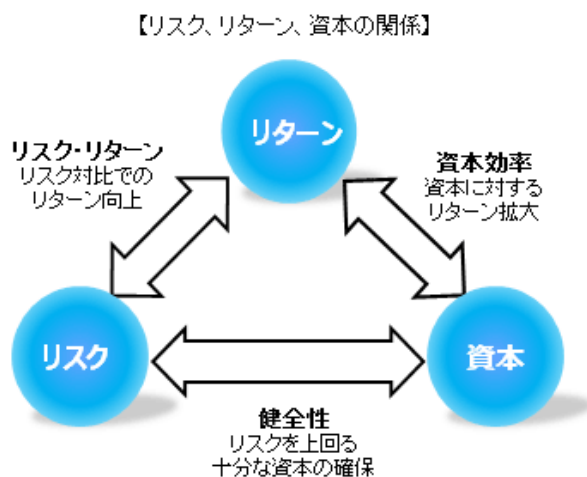 【リスク、リターン、資本の関係】
リターン
リスク・リターン
リスク対比での
リターン向上
資本効率
資本に対する
リターン拡大
リスク
資本
健全性
リスクを上回る
十分な資本の確保